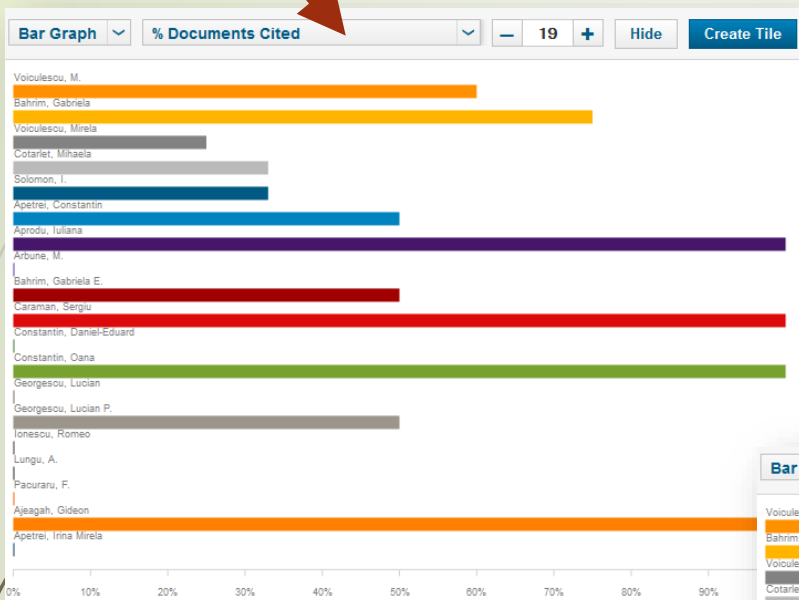 Bar Graph % Documents Cited – 19 + Hide Create Tile
Voiculescu, M.
Bahrim, Gabriela
Voiculescu, Mirela
Cotarlet, Mihaela
Solomon, I.
Apetrei, Constantin
Aprodu, Iuliana
Arbune, M.
Bahrim, Gabriela E.
Caraman, Sergiu
Constantin, Daniel-Eduard
Constantin, Oana
Georgescu, Lucian
Georgescu, Lucian P.
Ionescu, Romeo
Lungu, A.
Pacuraru, F.
Ajeagah, Gideon
Apetrei, Irina Mirela
0% 10% 20% 30% 40% 50% 60% 70% 80% 90%
Bar
Voicule
Bahrim
Voicule
Cotarle